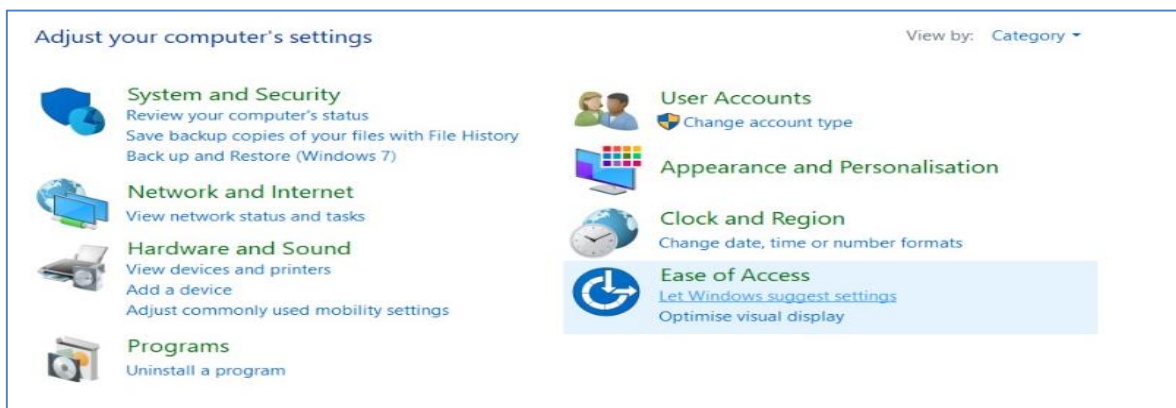 Adjust your computer's settings
View by: Category
System and Security
Review your computer's status
Save backup copies of your files with File History
Back up and Restore (Windows 7)
Network and Internet
View network status and tasks
Hardware and Sound
View devices and printers
Add a device
Adjust commonly used mobility settings
Programs
Uninstall a program
User Accounts
Change account type
Appearance and Personalisation
Clock and Region
Change date, time or number formats
Ease of Access
Let Windows suggest settings
Optimise visual display